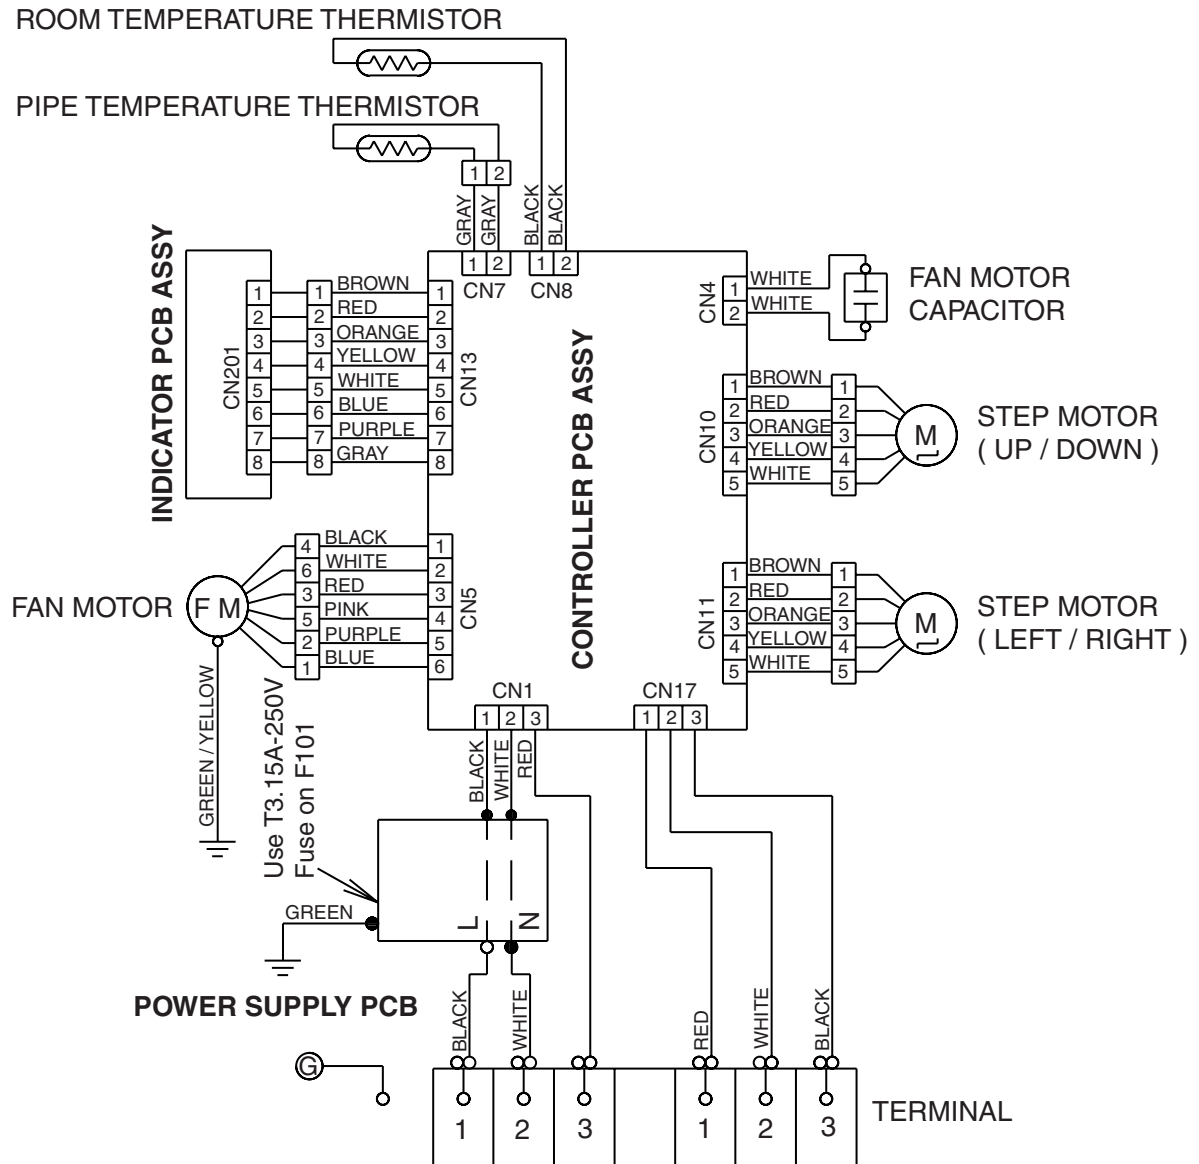 ROOM TEMPERATURE THERMISTOR
PIPE TEMPERATURE THERMISTOR
1 2
GRAY
GRAY
BLACK
BLACK
1 2
CN7
1 2
CN8
INDICATOR PCB ASSY
CN201
1 1 BROWN 1
2 2 RED 2
3 3 ORANGE 3
4 4 YELLOW 4
5 5 WHITE 5
6 6 BLUE 6
7 7 PURPLE 7
8 8 GRAY 8
CN13
CONTROLLER PCB ASSY
CN4
1 WHITE
2 WHITE
FAN MOTOR
CAPACITOR
CN10
1 BROWN 1
2 RED 2
3 ORANGE 3
4 YELLOW 4
5 WHITE 5
M
STEP MOTOR
( UP / DOWN )
FAN MOTOR
F M
4 BLACK 1
6 WHITE 2
3 RED 3
5 PINK 4
2 PURPLE 5
1 BLUE 6
CN5
GREEN / YELLOW
CN11
1 BROWN 1
2 RED 2
3 ORANGE 3
4 YELLOW 4
5 WHITE 5
M
STEP MOTOR
( LEFT / RIGHT )
CN1
1 2 3
CN17
1 2 3
BLACK
WHITE
RED
Use T3.15A-250V
Fuse on F101
GREEN
L N
POWER SUPPLY PCB
BLACK
WHITE
RED
WHITE
BLACK
G
1 2 3 1 2 3
TERMINAL